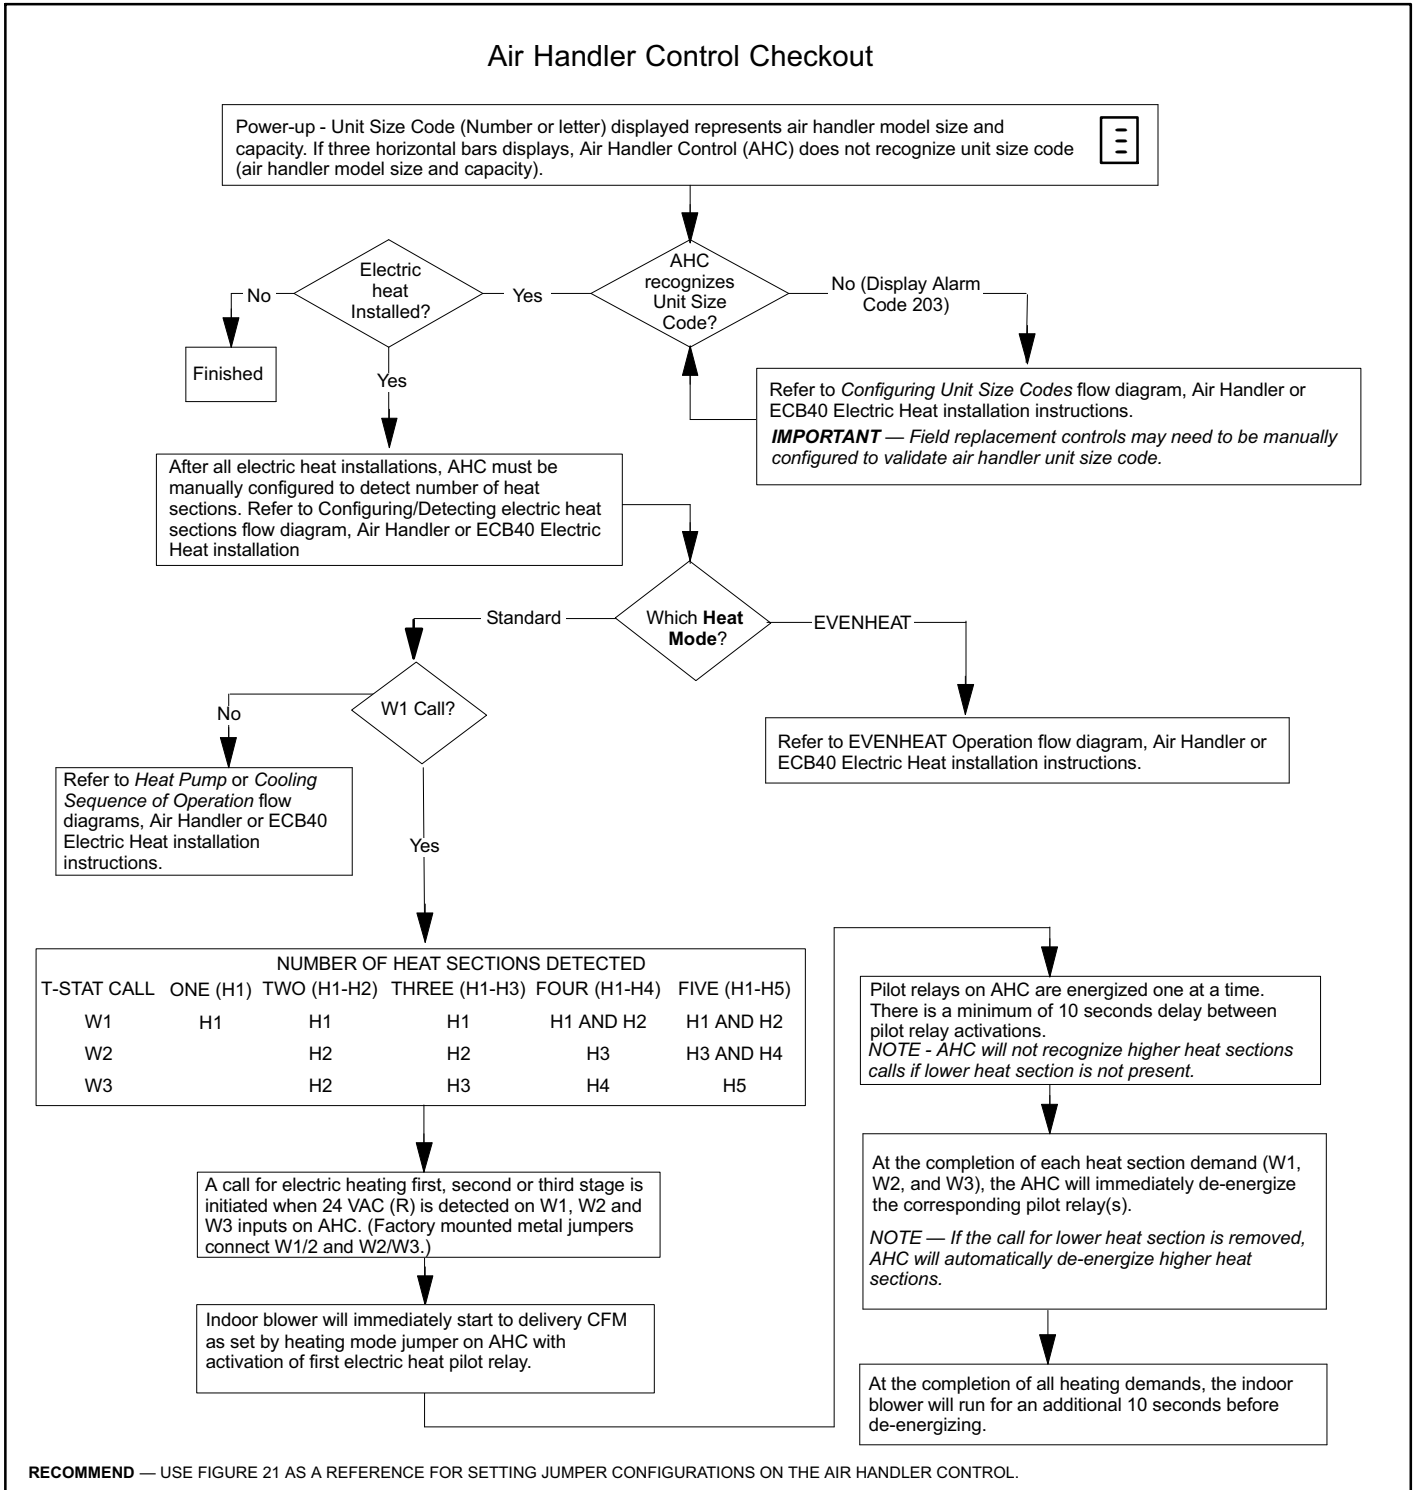 Air Handler Control Checkout
Power-up - Unit Size Code (Number or letter) displayed represents air handler model size and
capacity. If three horizontal bars displays, Air Handler Control (AHC) does not recognize unit size code
(air handler model size and capacity).
AHC
recognizes
Unit Size
Code?
No (Display Alarm
Code 203)
Yes
Electric
heat
Installed?
No
Finished
Yes
Refer to Configuring Unit Size Codes flow diagram, Air Handler or
ECB40 Electric Heat installation instructions.
IMPORTANT — Field replacement controls may need to be manually
configured to validate air handler unit size code.
After all electric heat installations, AHC must be
manually configured to detect number of heat
sections. Refer to Configuring/Detecting electric heat
sections flow diagram, Air Handler or ECB40 Electric
Heat installation
Which Heat
Mode?
Standard
EVENHEAT
W1 Call?
No
Refer to EVENHEAT Operation flow diagram, Air Handler or
ECB40 Electric Heat installation instructions.
Refer to Heat Pump or Cooling
Sequence of Operation flow
diagrams, Air Handler or ECB40
Electric Heat installation
instructions.
Yes
NUMBER OF HEAT SECTIONS DETECTED
T-STAT CALL ONE (H1) TWO (H1-H2) THREE (H1-H3) FOUR (H1-H4) FIVE (H1-H5)
W1 H1 H1 H1 H1 AND H2 H1 AND H2
W2 H2 H2 H3 H3 AND H4
W3 H2 H3 H4 H5
A call for electric heating first, second or third stage is
initiated when 24 VAC (R) is detected on W1, W2 and
W3 inputs on AHC. (Factory mounted metal jumpers
connect W1/2 and W2/W3.)
Indoor blower will immediately start to delivery CFM
as set by heating mode jumper on AHC with
activation of first electric heat pilot relay.
Pilot relays on AHC are energized one at a time.
There is a minimum of 10 seconds delay between
pilot relay activations.
NOTE - AHC will not recognize higher heat sections
calls if lower heat section is not present.
At the completion of each heat section demand (W1,
W2, and W3), the AHC will immediately de-energize
the corresponding pilot relay(s).
NOTE — If the call for lower heat section is removed,
AHC will automatically de-energize higher heat
sections.
At the completion of all heating demands, the indoor
blower will run for an additional 10 seconds before
de-energizing.
RECOMMEND — USE FIGURE 21 AS A REFERENCE FOR SETTING JUMPER CONFIGURATIONS ON THE AIR HANDLER CONTROL.